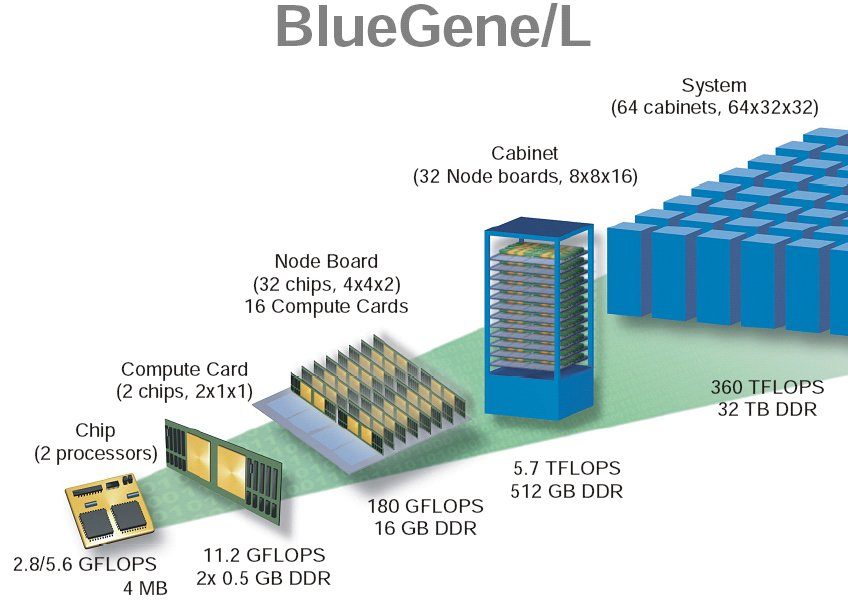 BlueGene/L
System
(64 cabinets, 64x32x32)
Cabinet
(32 Node boards, 8x8x16)
Node Board
(32 chips, 4x4x2)
16 Compute Cards
Compute Card
(2 chips, 2x1x1)
Chip
(2 processors)
2.8/5.6 GFLOPS
4 MB
11.2 GFLOPS
2x 0.5 GB DDR
180 GFLOPS
16 GB DDR
5.7 TFLOPS
512 GB DDR
360 TFLOPS
32 TB DDR